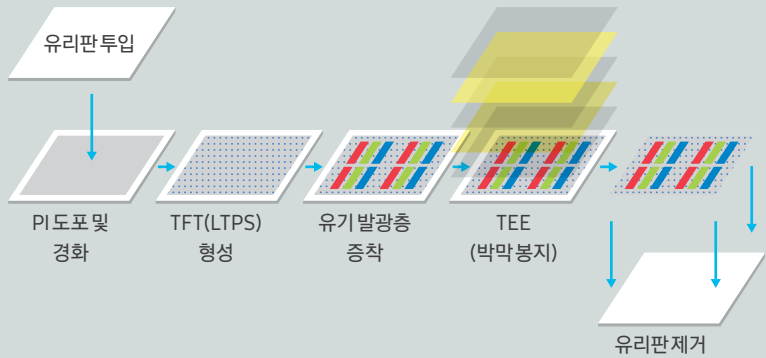 유리판 투입
PI 도포 및
경화
TFT(LTPS)
형성
유기 발광층
증착
TEE
(박막 봉지)
유리판 제거